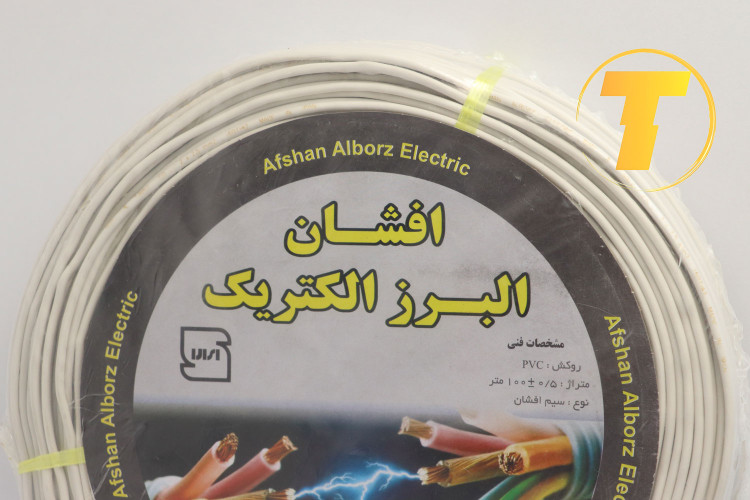 T
Afshan Alborz Electric
افشان
البرز الکتریک
ایران
مشخصات فنی
روکش : PVC
متراژ : ۰/۵ ± ۱۰۰ متر
نوع : سیم افشان
Afshan Alborz Electric
Afshan Alborz Elec